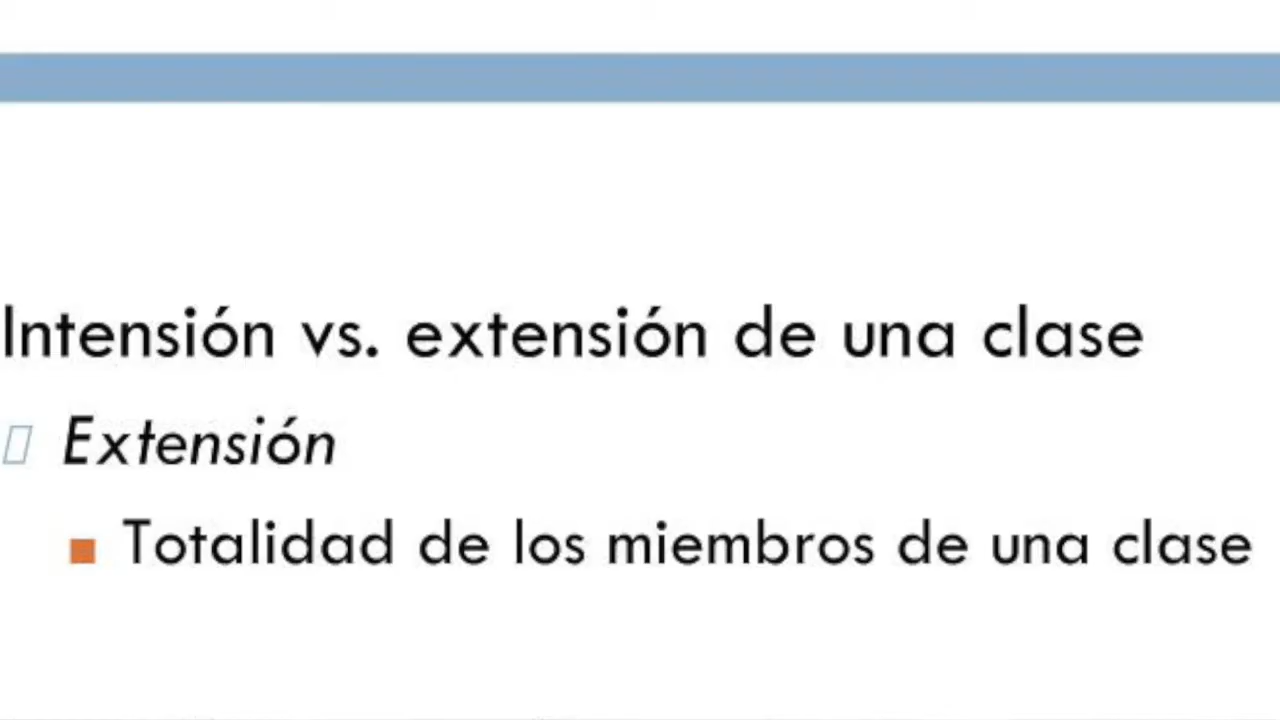 Intensión vs. extensión de una clase
Extensión
Totalidad de los miembros de una clase